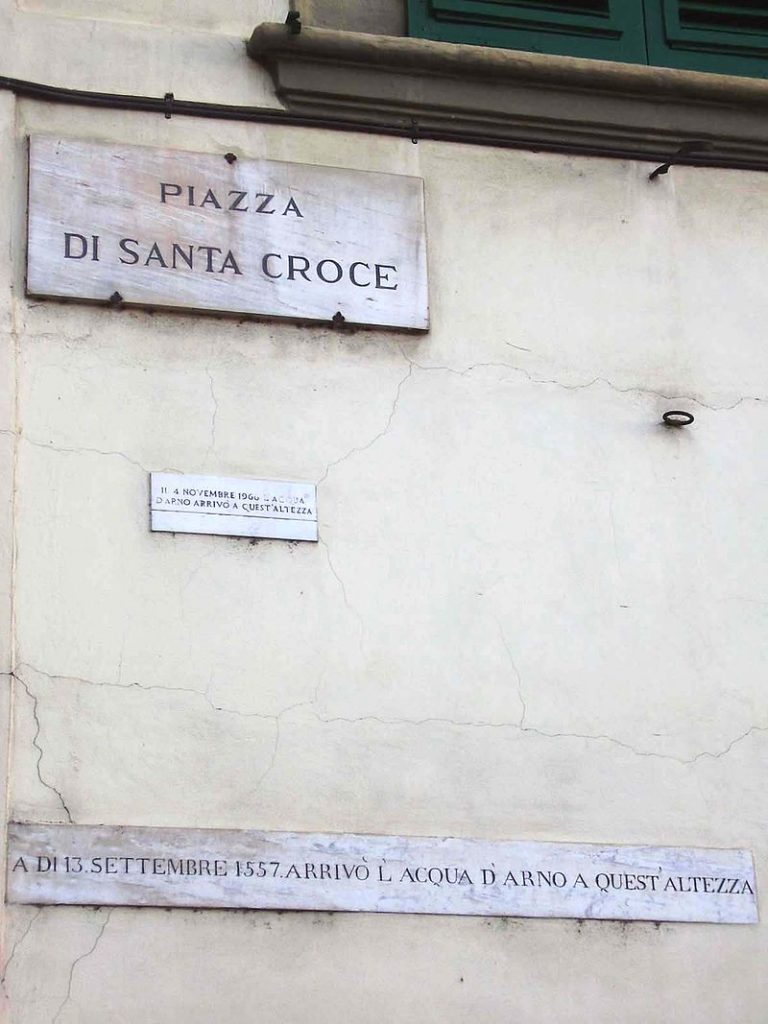 PIAZZA
DI SANTA CROCE
IL 4 NOVEMBRE 1966 L'ACQUA
D'ARNO ARRIVÒ A QUEST'ALTEZZA
A DI 13. SETTEMBRE 1557. ARRIVÒ L' ACQUA D' ARNO A QUEST' ALTEZZA